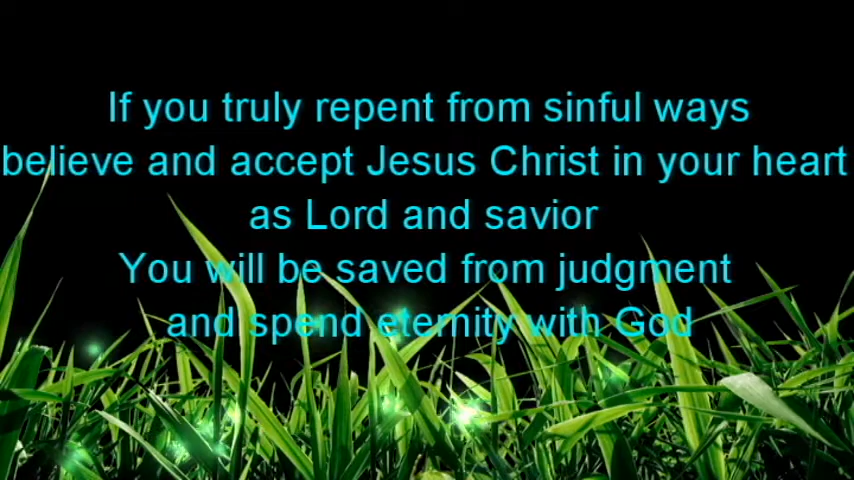 If you truly repent from sinful ways
believe and accept Jesus Christ in your heart
as Lord and savior
You will be saved from judgment
and spend eternity with God